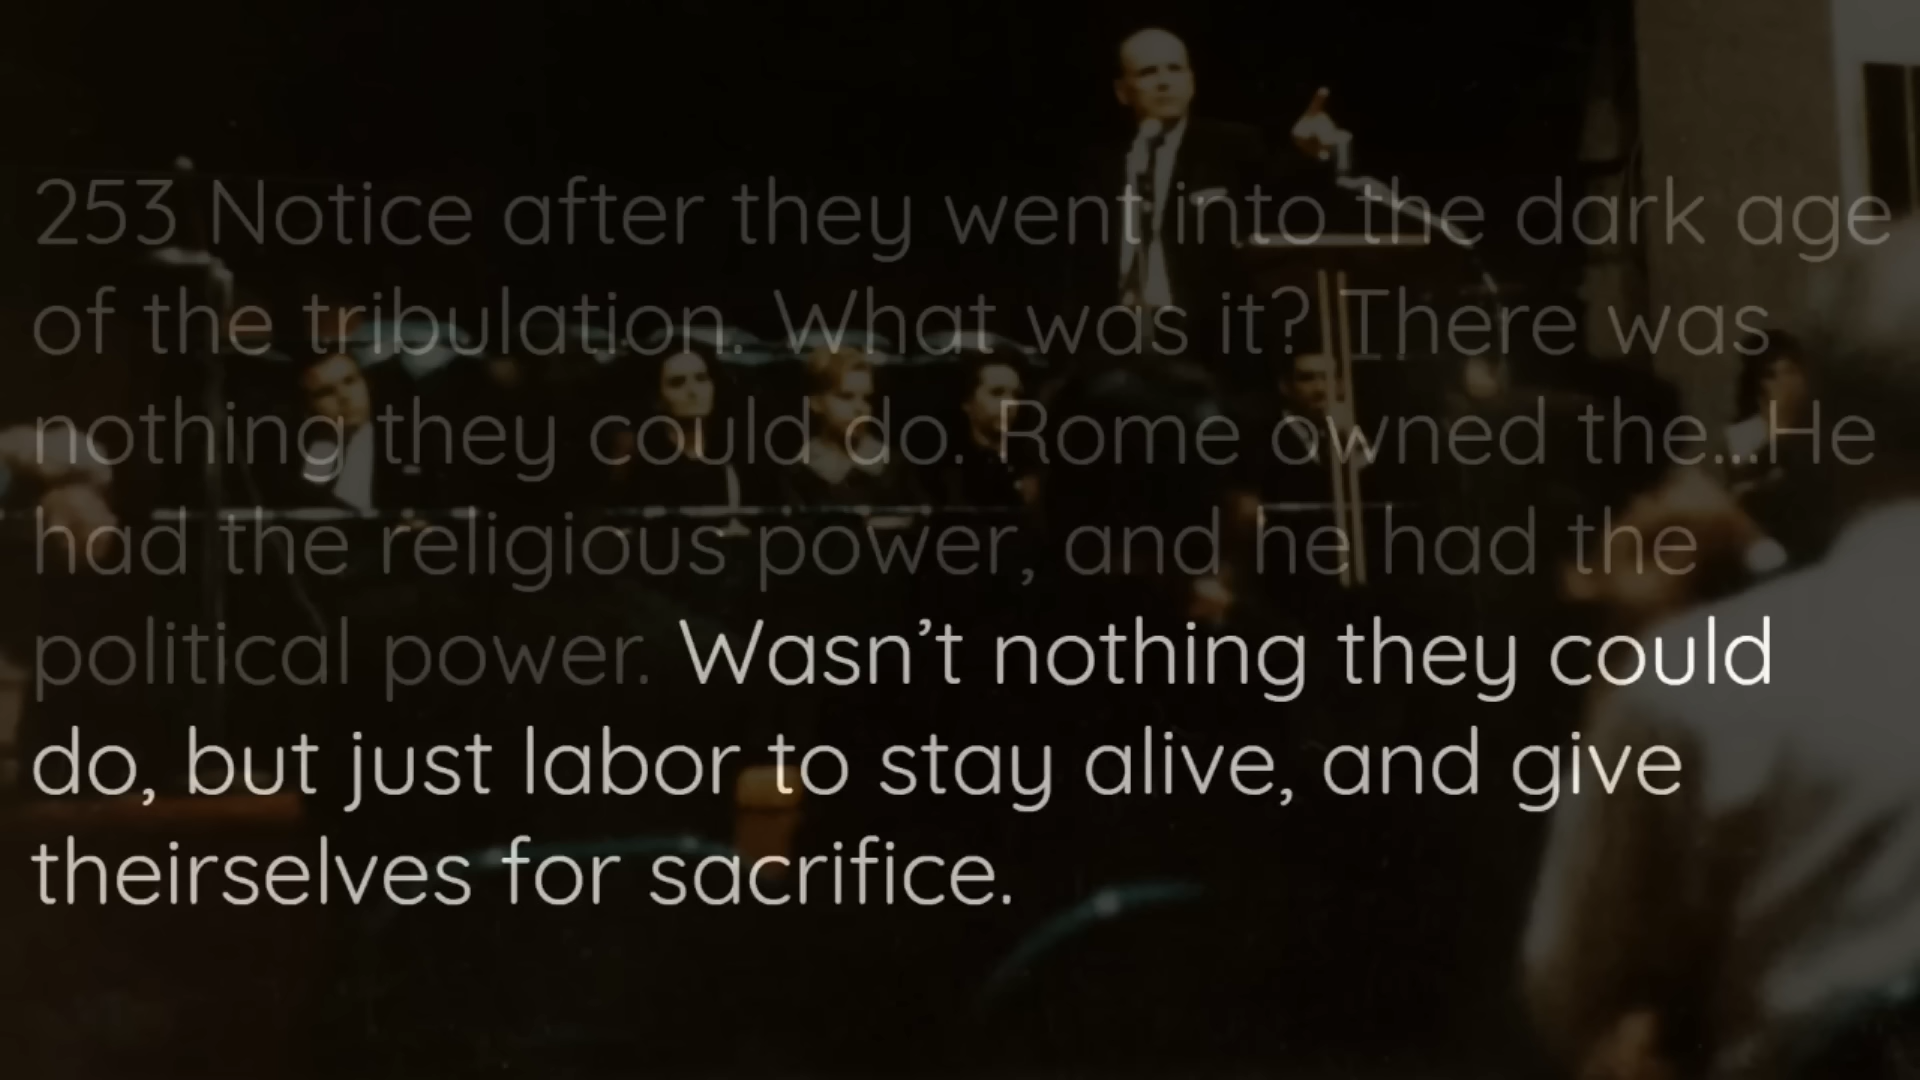 253 Notice after they went into the dark age
of the tribulation. What was it? There was
nothing they could do. Rome owned the...He
had the religious power, and he had the
political power. Wasn’t nothing they could
do, but just labor to stay alive, and give
theirselves for sacrifice.